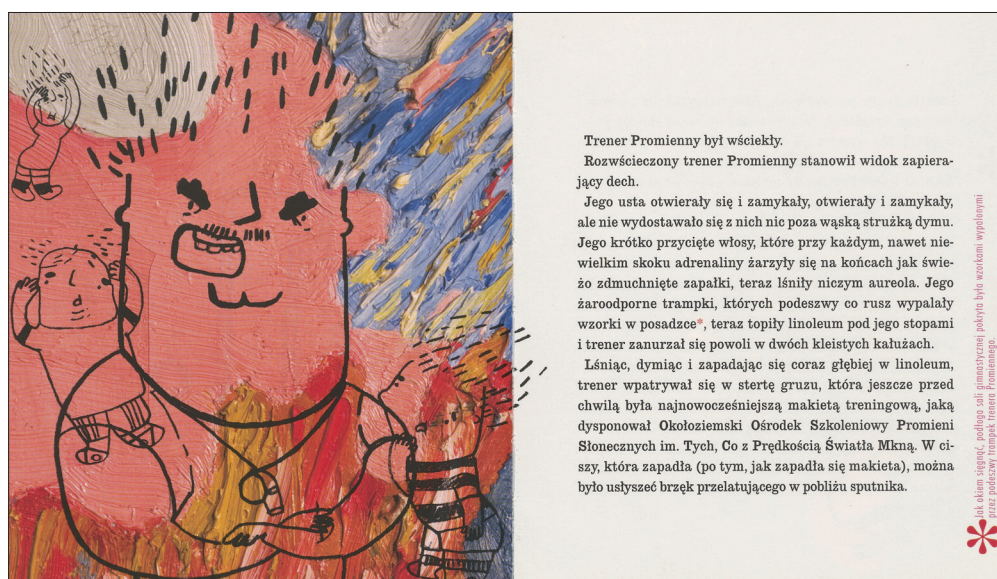 Trener Promienny był wściekły.
Rozwścieczony trener Promienny stanowił widok zapiera-
jący dech.
Jego usta otwierały się i zamykały, otwierały i zamykały,
ale nie wydostawało się z nich nic poza wąską strużką dymu.
Jego krótko przycięte włosy, które przy każdym, nawet nie-
wielkim skoku adrenaliny żarzyły się na końcach jak świe-
żo zdmuchnięte zapałki, teraz lśniły niczym aureola. Jego
żaroodporne trampki, których podeszwy co rusz wypalały
wzorki w posadzce*, teraz topiły linoleum pod jego stopami
i trener zanurzał się powoli w dwóch kleistych kałużach.
Lśniąc, dymiąc i zapadając się coraz głębiej w linoleum,
trener wpatrywał się w stertę gruzu, która jeszcze przed
chwilą była najnowocześniejszą makietą treningową, jaką
dysponował Okołoziemski Ośrodek Szkoleniowy Promieni
Słonecznych im. Tych, Co z Prędkością Światła Mkną. W ci-
szy, która zapadła (po tym, jak zapadła się makieta), można
było usłyszeć brzęk przelatującego w pobliżu sputnika.
* Jak okiem sięgnąć, podłoga sali gimnastycznej pokryta była wzorkami wypalonymi
przez podeszwy trampek trenera Promiennego.